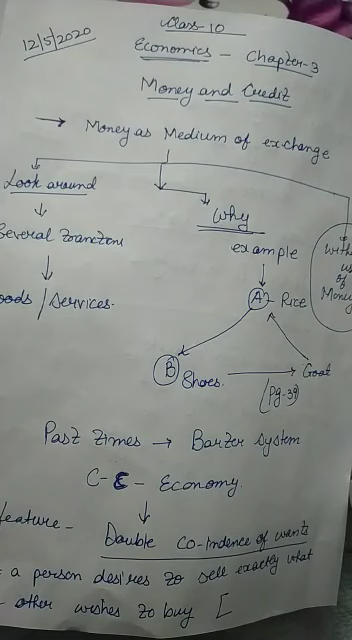 Class-10
12/5/2020
Economics - Chapter-3
Money and Credit
→ Money as Medium of exchange
Look around
Why
Several
example
Goods / Services.
A - Rice
B Shoes. → Goat
(Pg-39)
Past Times → Barter System
C-C- Economy.
feature -
Double Co-indence of wants
= a person desires to sell exactly what
- other wishes to buy [